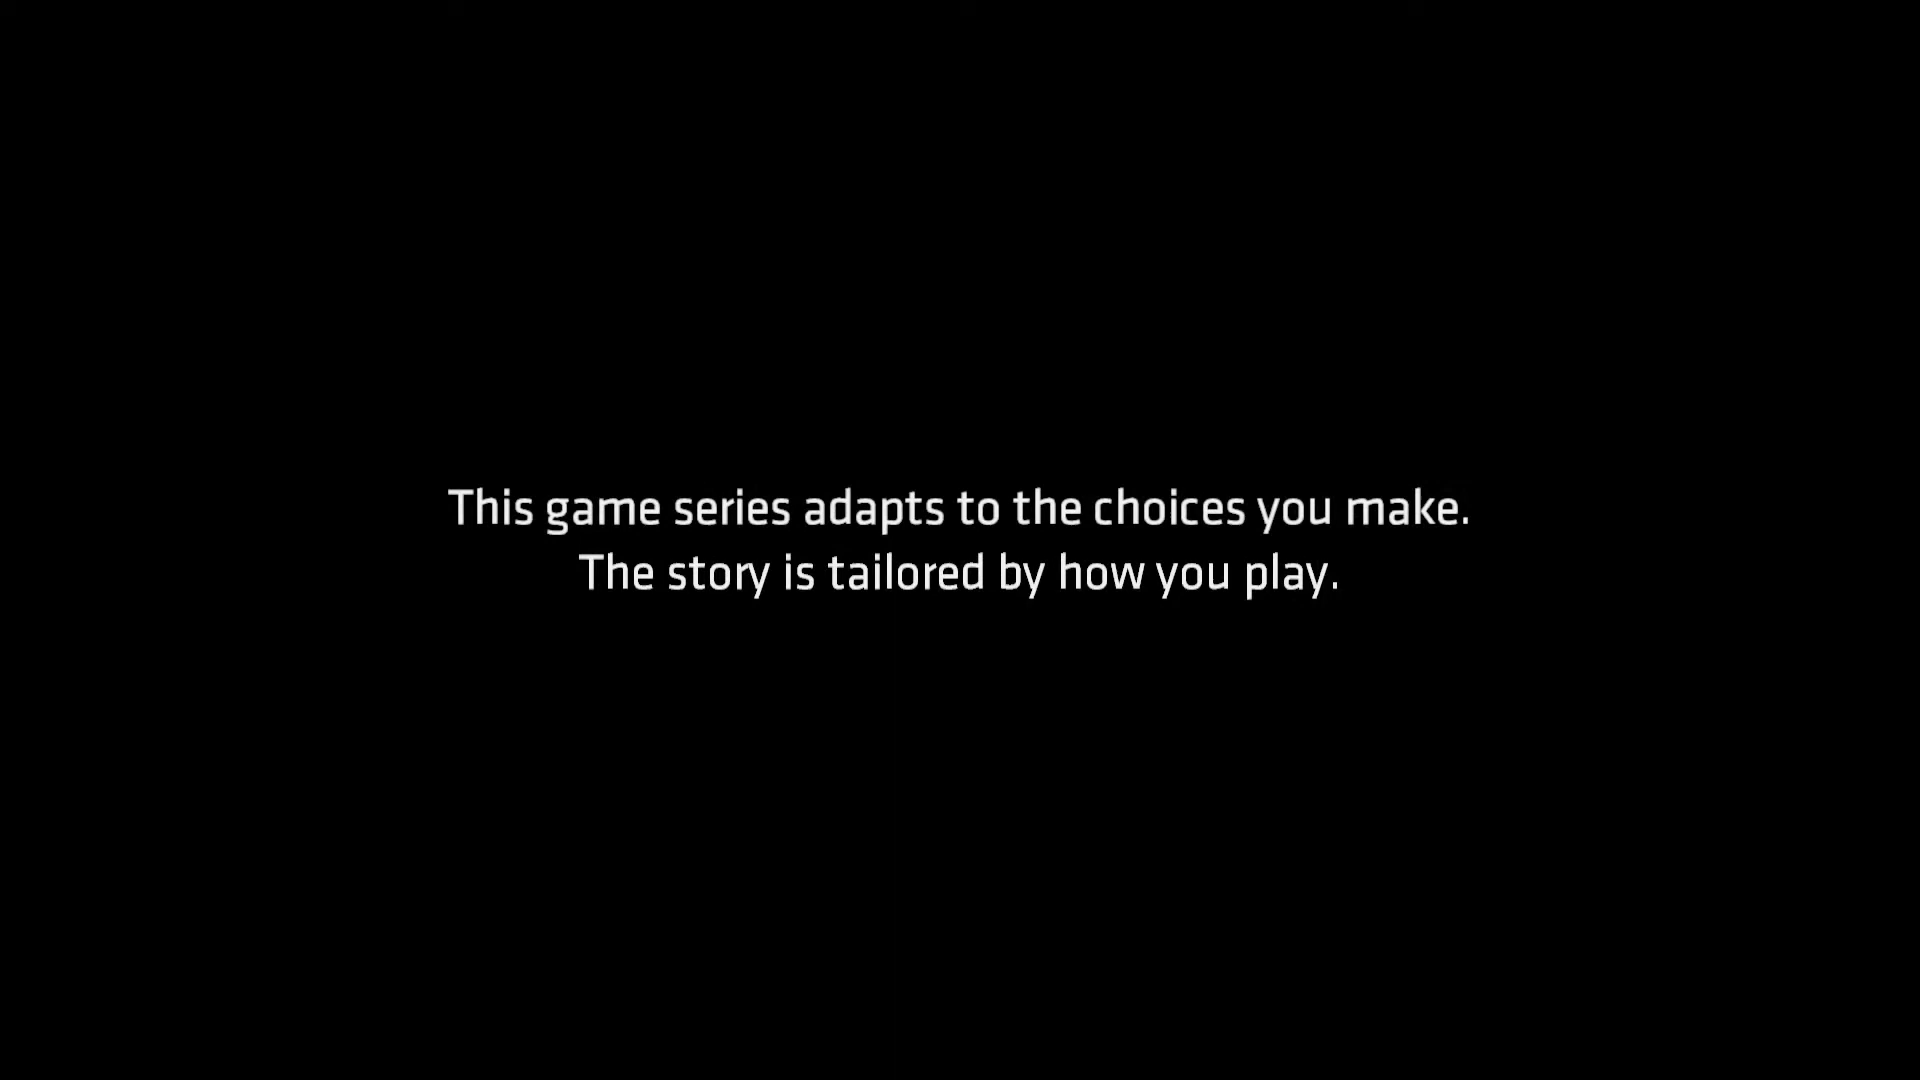 This game series adapts to the choices you make.
The story is tailored by how you play.